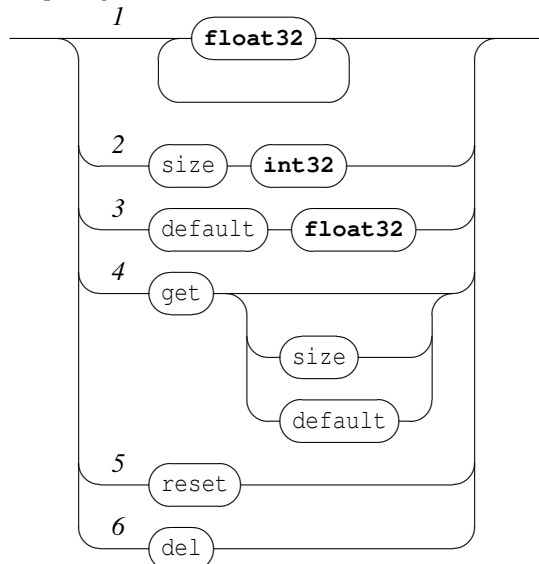 1
float32
2
size int32
3
default float32
4
get
size
default
5
reset
6
del